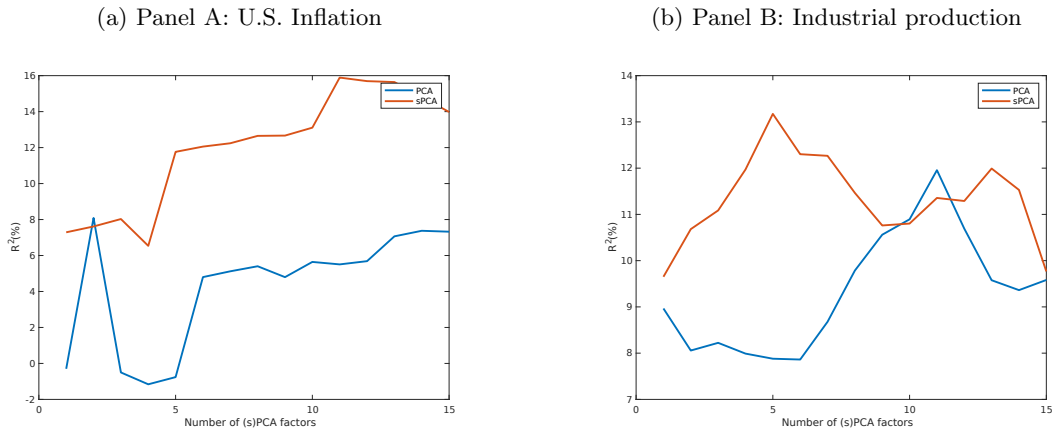 (a) Panel A: U.S. Inflation
16
14
12
10
8
6
4
2
0
-2
R²(%)
0
5
10
15
Number of (s)PCA factors
PCA
sPCA
(b) Panel B: Industrial production
14
13
12
11
10
9
8
7
R²(%)
0
5
10
15
Number of (s)PCA factors
PCA
sPCA